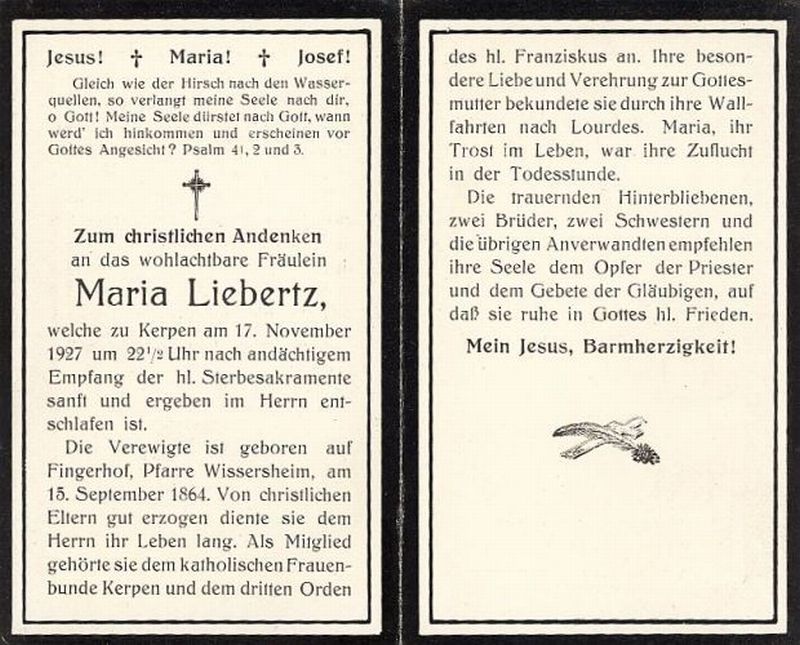 Jesus! ✝ Maria! ✝ Josef!
Gleich wie der Hirsch nach den Wasser-
quellen, so verlangt meine Seele nach dir,
o Gott! Meine Seele dürstet nach Gott, wann
werd' ich hinkommen und erscheinen vor
Gottes Angesicht? Psalm 41, 2 und 3.
Zum christlichen Andenken
an das wohlachtbare Fräulein
Maria Liebertz,
welche zu Kerpen am 17. November
1927 um 22 1/2 Uhr nach andächtigem
Empfang der hl. Sterbesakramente
sanft und ergeben im Herrn ent-
schlafen ist.
Die Verewigte ist geboren auf
Fingerhof, Pfarre Wissersheim, am
15. September 1864. Von christlichen
Eltern gut erzogen diente sie dem
Herrn ihr Leben lang. Als Mitglied
gehörte sie dem katholischen Frauen-
bunde Kerpen und dem dritten Orden
des hl. Franziskus an. Ihre beson-
dere Liebe und Verehrung zur Gottes-
mutter bekundete sie durch ihre Wall-
fahrten nach Lourdes. Maria, ihr
Trost im Leben, war ihre Zuflucht
in der Todesstunde.
Die trauernden Hinterbliebenen,
zwei Brüder, zwei Schwestern und
die übrigen Anverwandten empfehlen
ihre Seele dem Opfer der Priester
und dem Gebete der Gläubigen, auf
daß sie ruhe in Gottes hl. Frieden.
Mein Jesus, Barmherzigkeit!